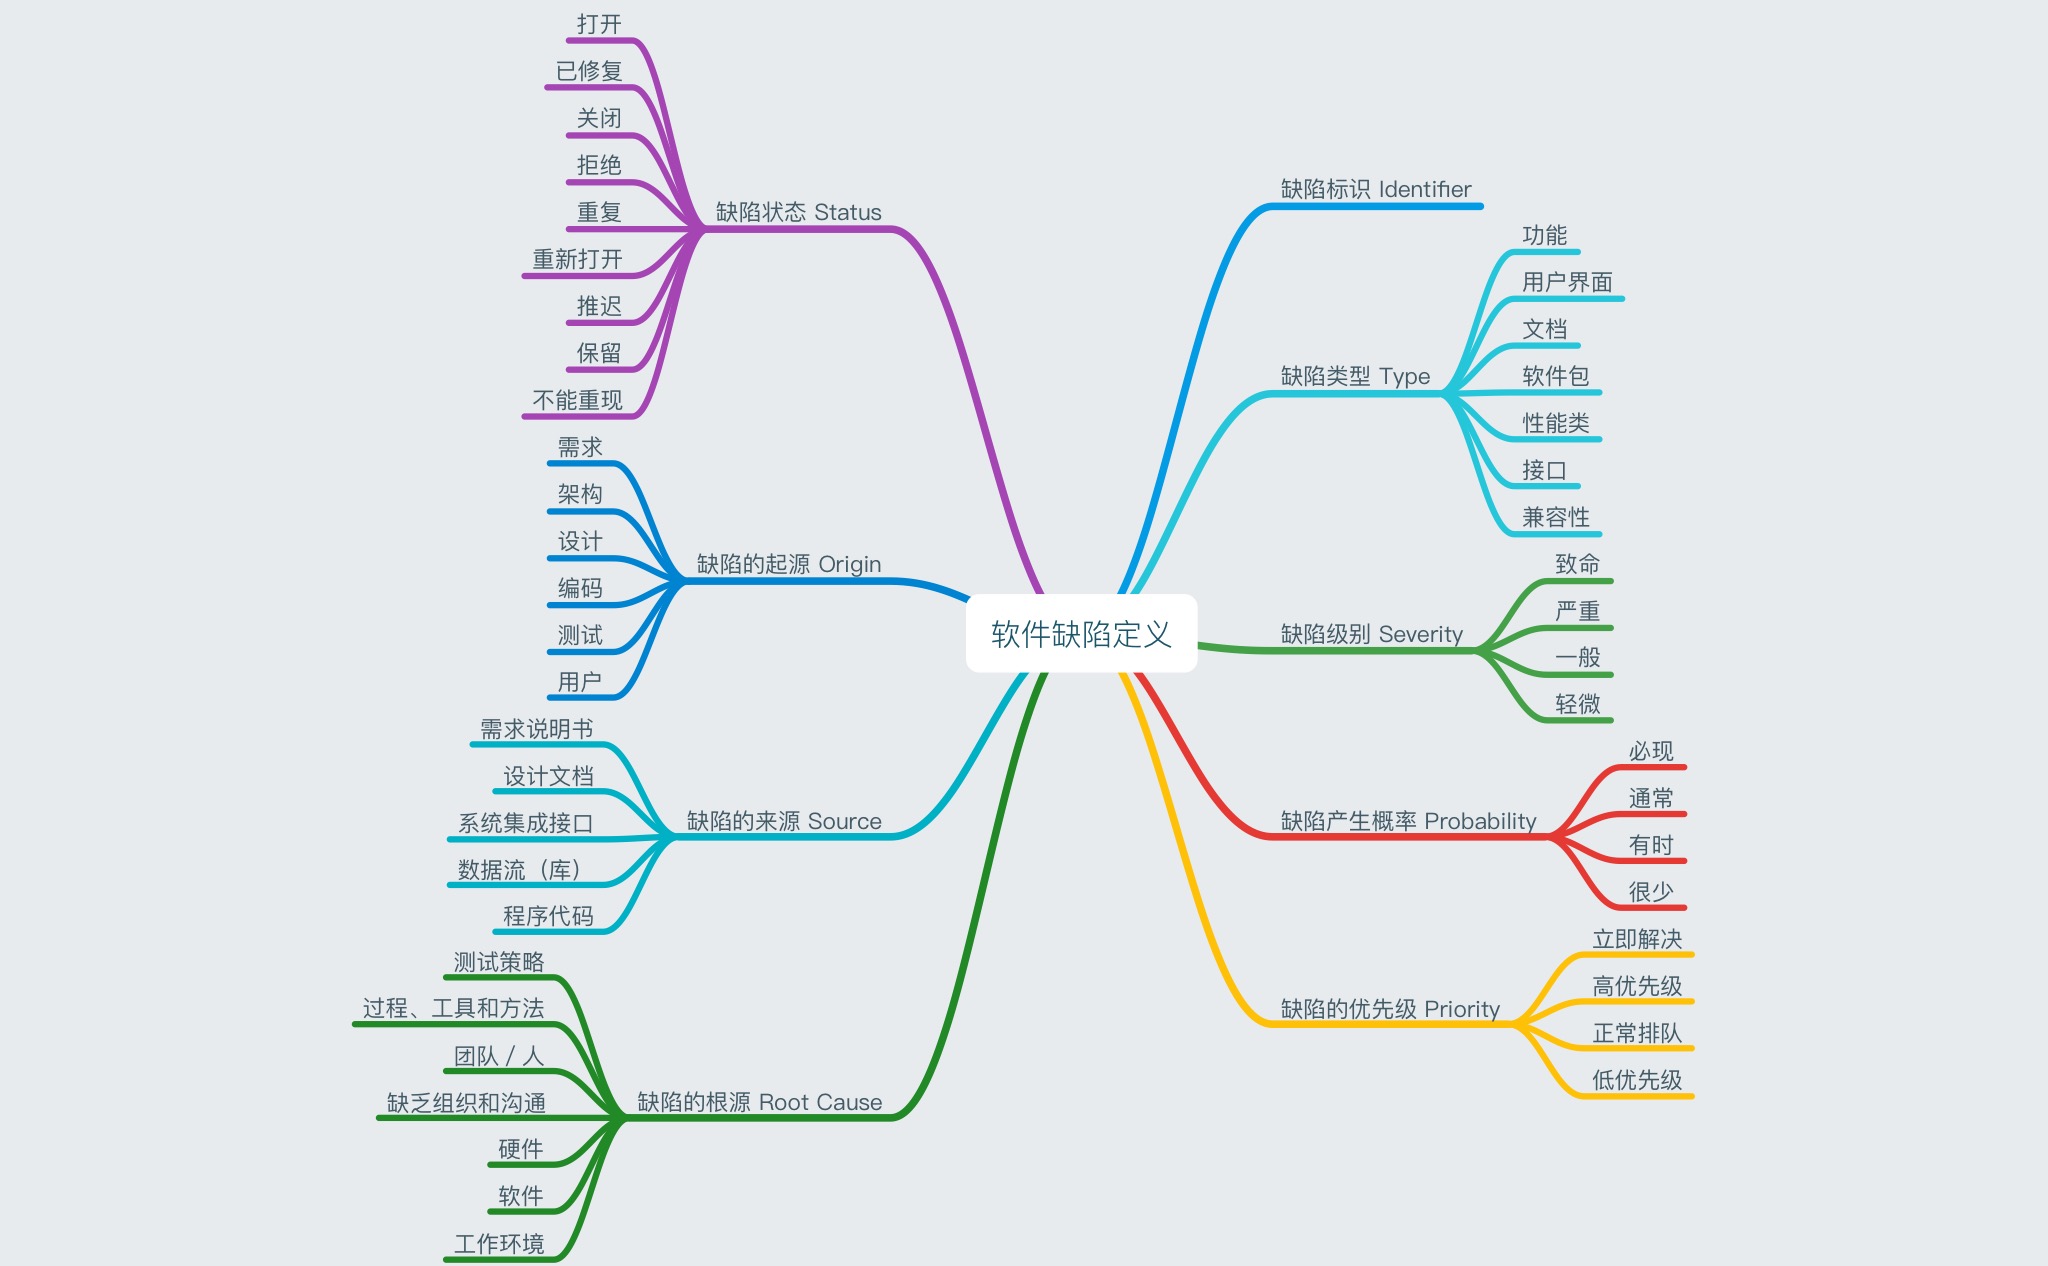 软件缺陷定义
缺陷标识 Identifier
缺陷类型 Type
功能
用户界面
文档
软件包
性能类
接口
兼容性
缺陷级别 Severity
致命
严重
一般
轻微
缺陷产生概率 Probability
必现
通常
有时
很少
缺陷的优先级 Priority
立即解决
高优先级
正常排队
低优先级
缺陷状态 Status
打开
已修复
关闭
拒绝
重复
重新打开
推迟
保留
不能重现
缺陷的起源 Origin
需求
架构
设计
编码
测试
用户
缺陷的来源 Source
需求说明书
设计文档
系统集成接口
数据流（库）
程序代码
缺陷的根源 Root Cause
测试策略
过程、工具和方法
团队 / 人
缺乏组织和沟通
硬件
软件
工作环境